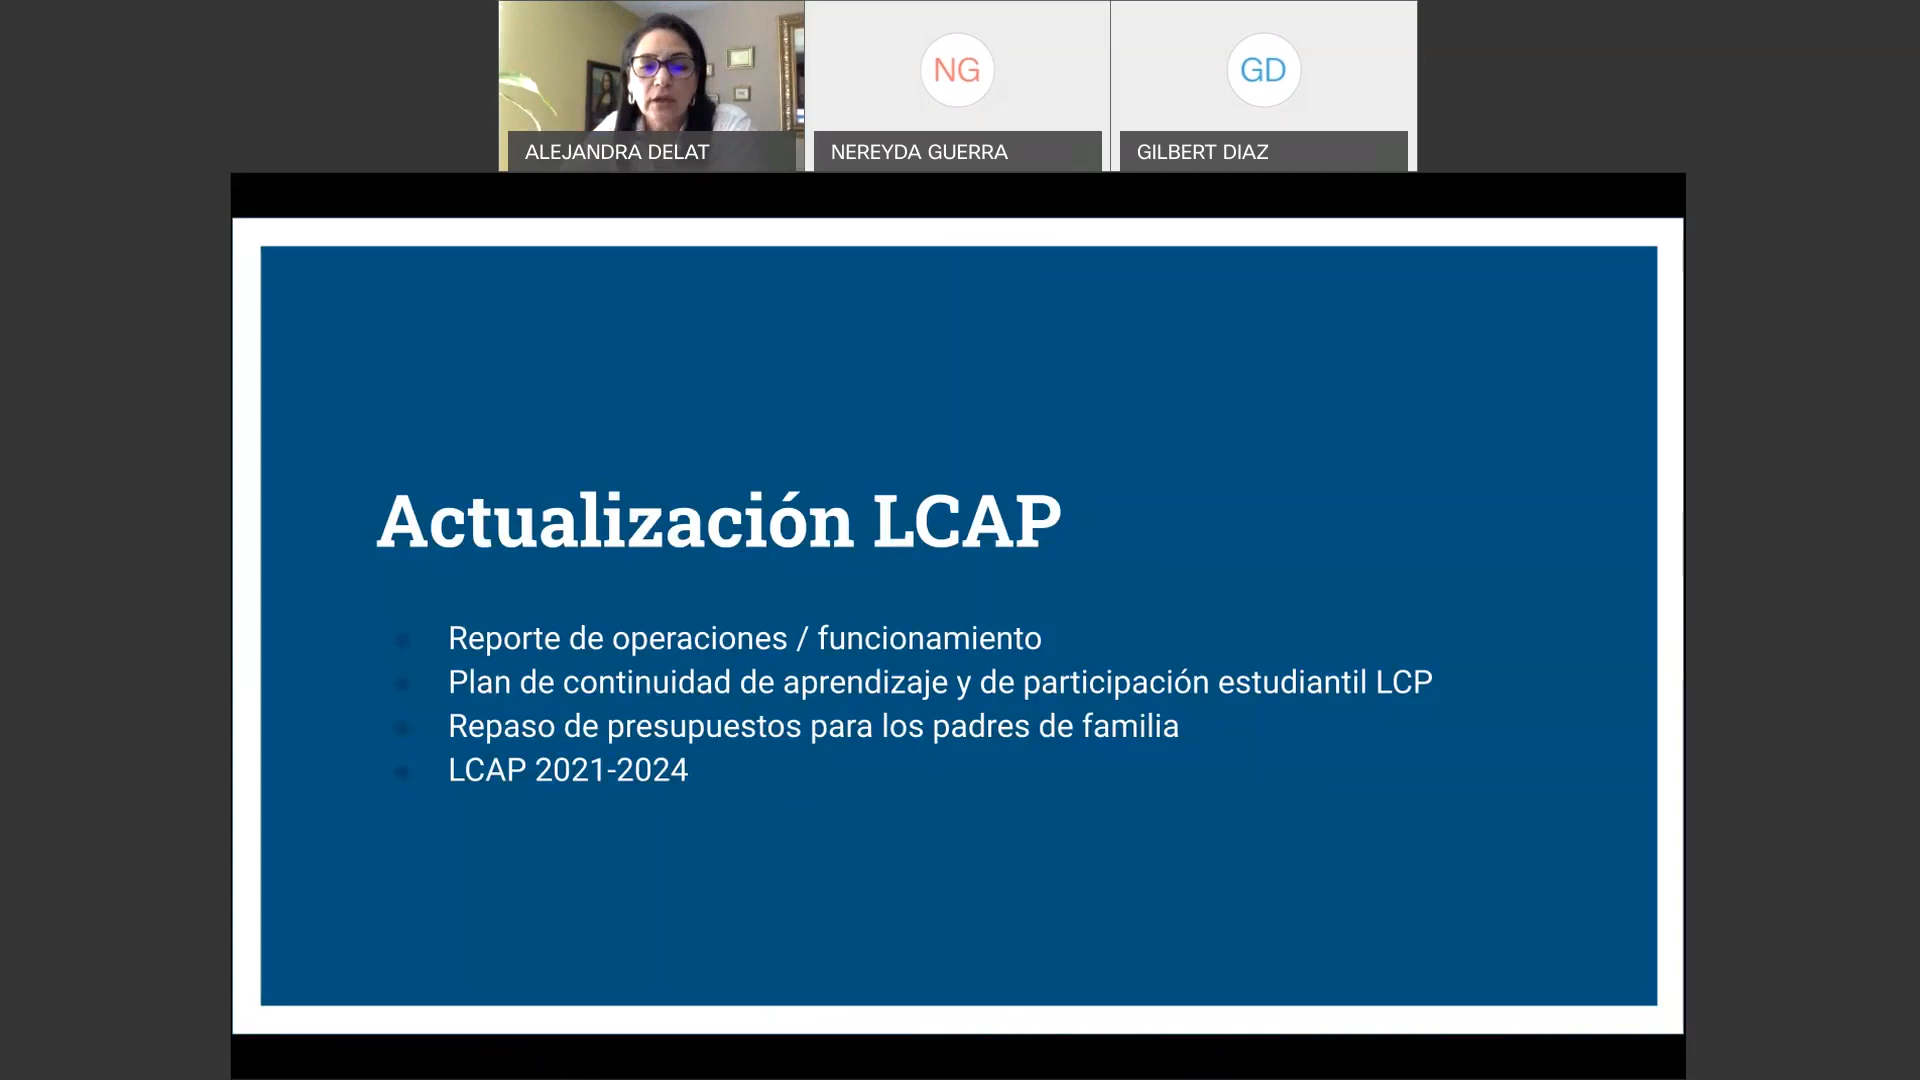 NG
GD
ALEJANDRA DELAT
NEREYDA GUERRA
GILBERT DIAZ
Actualización LCAP
Reporte de operaciones / funcionamiento
Plan de continuidad de aprendizaje y de participación estudiantil LCP
Repaso de presupuestos para los padres de familia
LCAP 2021-2024